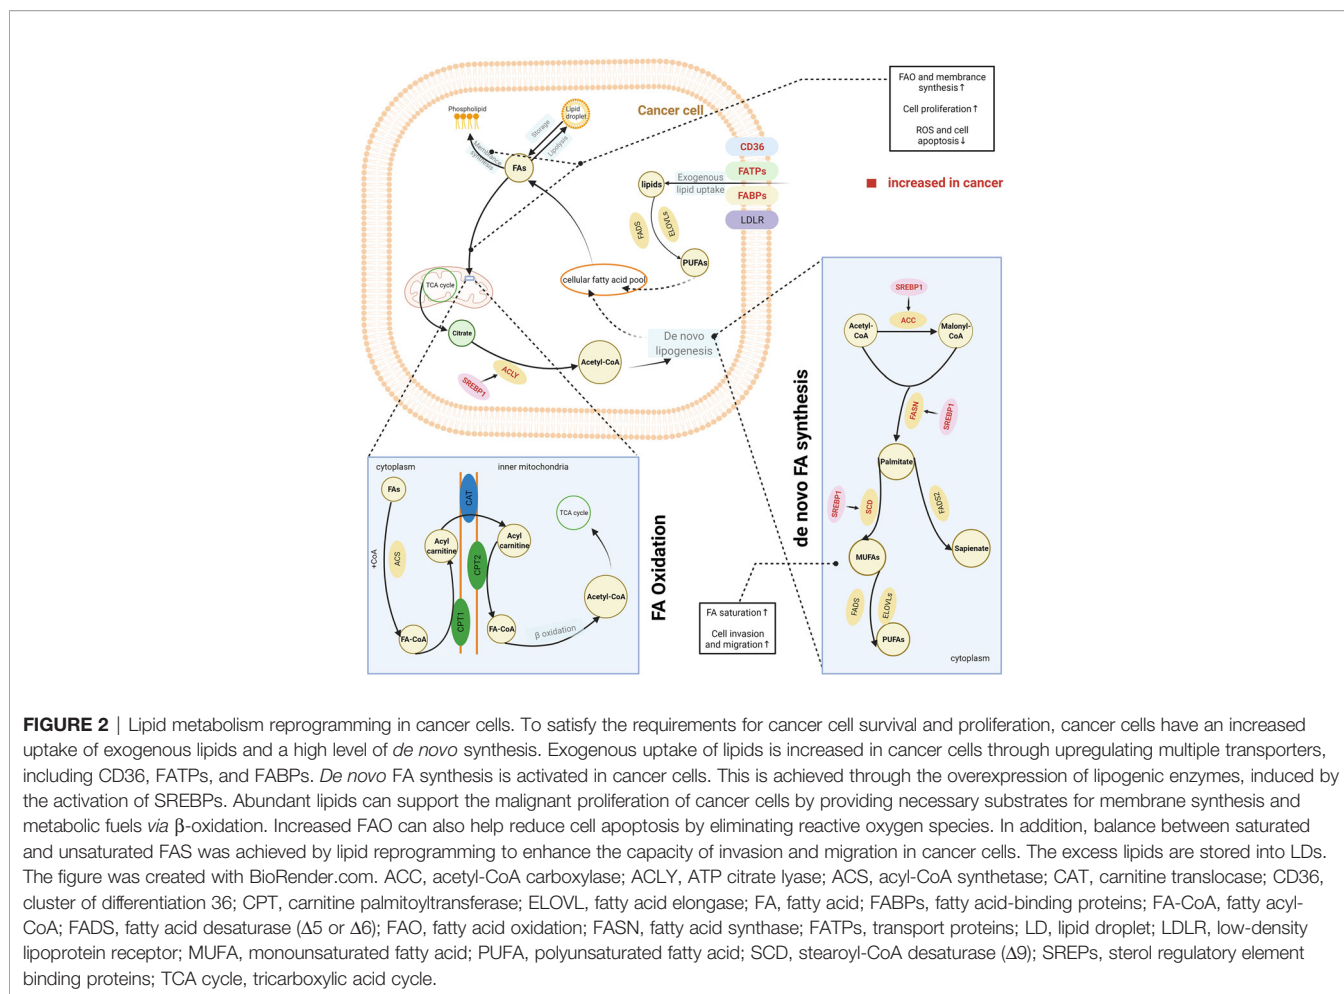 Cancer cell
Phospholipid
Lipid
droplet
Storage
Lipolysis
Membrance
synthesis
FAs
CD36
FATPs
FABPs
LDLR
Exogenous
lipid uptake
lipids
FADS
ELOVLs
PUFAs
cellular fatty acid pool
TCA cycle
Citrate
SREBP1
ACLY
Acetyl-CoA
De novo
lipogenesis
FAO and membrance
synthesis↑
Cell proliferation↑
ROS and cell
apoptosis↓
increased in cancer
cytoplasm
inner mitochondria
FAs
+CoA
ACS
FA-CoA
CPT1
Acyl
carnitine
CAT
Acyl
carnitine
CPT2
FA-CoA
β oxidation
Acetyl-CoA
TCA cycle
FA Oxidation
FA saturation↑
Cell invasion
and migration↑
de novo FA synthesis
SREBP1
ACC
Acetyl-
CoA
Malonyl-
CoA
FASN
SREBP1
Palmitate
SREBP1
SCD
FADS2
MUFAs
Sapienate
FADS
ELOVLs
PUFAs
cytoplasm
FIGURE 2 | Lipid metabolism reprogramming in cancer cells. To satisfy the requirements for cancer cell survival and proliferation, cancer cells have an increased
uptake of exogenous lipids and a high level of de novo synthesis. Exogenous uptake of lipids is increased in cancer cells through upregulating multiple transporters,
including CD36, FATPs, and FABPs. De novo FA synthesis is activated in cancer cells. This is achieved through the overexpression of lipogenic enzymes, induced by
the activation of SREBPs. Abundant lipids can support the malignant proliferation of cancer cells by providing necessary substrates for membrane synthesis and
metabolic fuels via β-oxidation. Increased FAO can also help reduce cell apoptosis by eliminating reactive oxygen species. In addition, balance between saturated
and unsaturated FAS was achieved by lipid reprogramming to enhance the capacity of invasion and migration in cancer cells. The excess lipids are stored into LDs.
The figure was created with BioRender.com. ACC, acetyl-CoA carboxylase; ACLY, ATP citrate lyase; ACS, acyl-CoA synthetase; CAT, carnitine translocase; CD36,
cluster of differentiation 36; CPT, carnitine palmitoyltransferase; ELOVL, fatty acid elongase; FA, fatty acid; FABPs, fatty acid-binding proteins; FA-CoA, fatty acyl-
CoA; FADS, fatty acid desaturase (Δ5 or Δ6); FAO, fatty acid oxidation; FASN, fatty acid synthase; FATPs, transport proteins; LD, lipid droplet; LDLR, low-density
lipoprotein receptor; MUFA, monounsaturated fatty acid; PUFA, polyunsaturated fatty acid; SCD, stearoyl-CoA desaturase (Δ9); SREPs, sterol regulatory element
binding proteins; TCA cycle, tricarboxylic acid cycle.